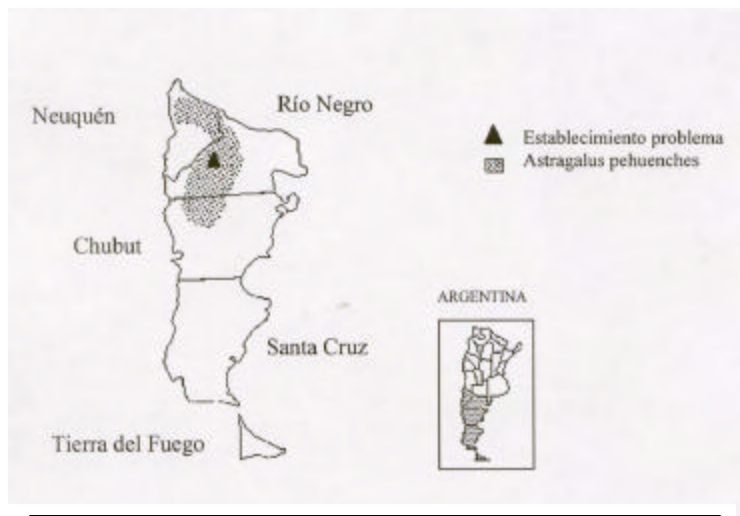 Neuquén
Río Negro
Establecimiento problema
Astragalus pehuenches
Chubut
ARGENTINA
Santa Cruz
Tierra del Fuego